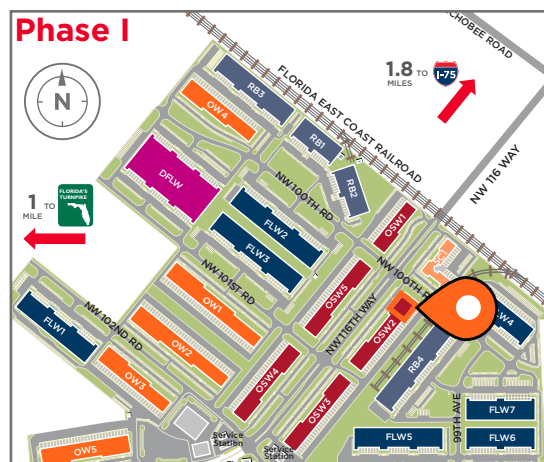 Phase I
CHOBEE ROAD
1.8 TO
MILES
I-75
N
FLORIDA EAST COAST RAILROAD
NW 116 WAY
RB3
OW4
RB1
RB2
DFLW
NW 100TH RD
OSW1
1 TO
MILE
FLORIDA'S
TURNPIKE
FLW2
FLW3
NW 101ST RD
NW 100TH R
SC1
OW1
OSW5
NW 116TH WAY
OSW2
FLW1
NW 102ND RD
OW2
RB4
OW3
OSW4
OSW3
99TH AVE
FLW7
FLW5
FLW6
OW5
Service
Station
Service
Station